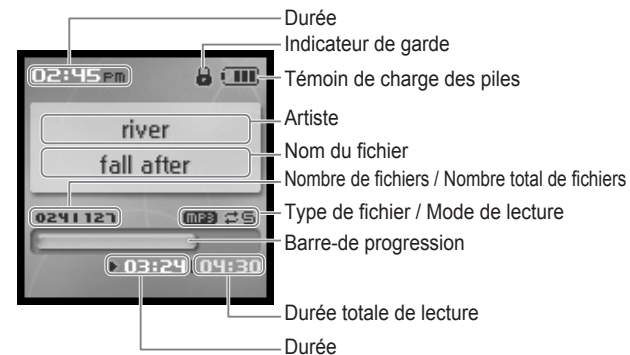 Durée
Indicateur de garde
02:45 PM
Témoin de charge des piles
river
Artiste
fall after
Nom du fichier
Nombre de fichiers / Nombre total de fichiers
024/127
MP3
Type de fichier / Mode de lecture
Barre-de progression
03:24 04:30
Durée totale de lecture
Durée